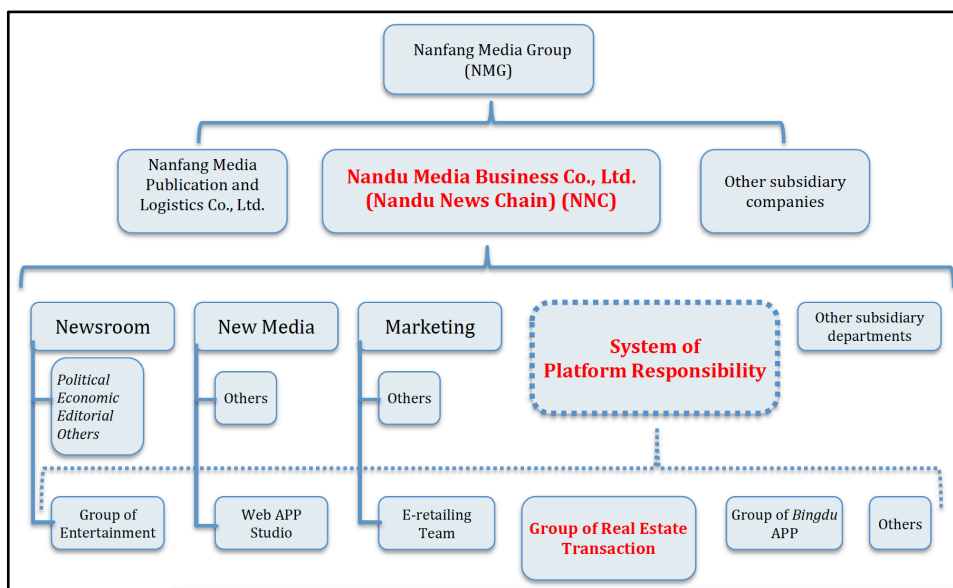 Nanfang Media Group
(NMG)
Nanfang Media
Publication and
Logistics Co., Ltd.
Nandu Media Business Co., Ltd.
(Nandu News Chain) (NNC)
Other subsidiary
companies
Newsroom
New Media
Marketing
System of
Platform Responsibility
Other subsidiary
departments
Political
Economic
Editorial
Others
Others
Others
Group of
Entertainment
Web APP
Studio
E-retailing
Team
Group of Real Estate
Transaction
Group of Bingdu
APP
Others